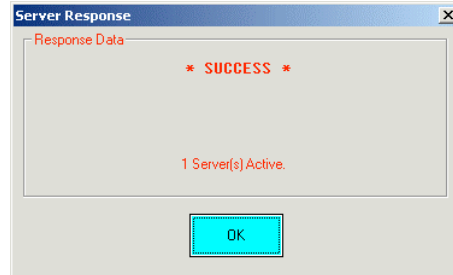 Server Response
Response Data
* SUCCESS *
1 Server(s) Active.
OK